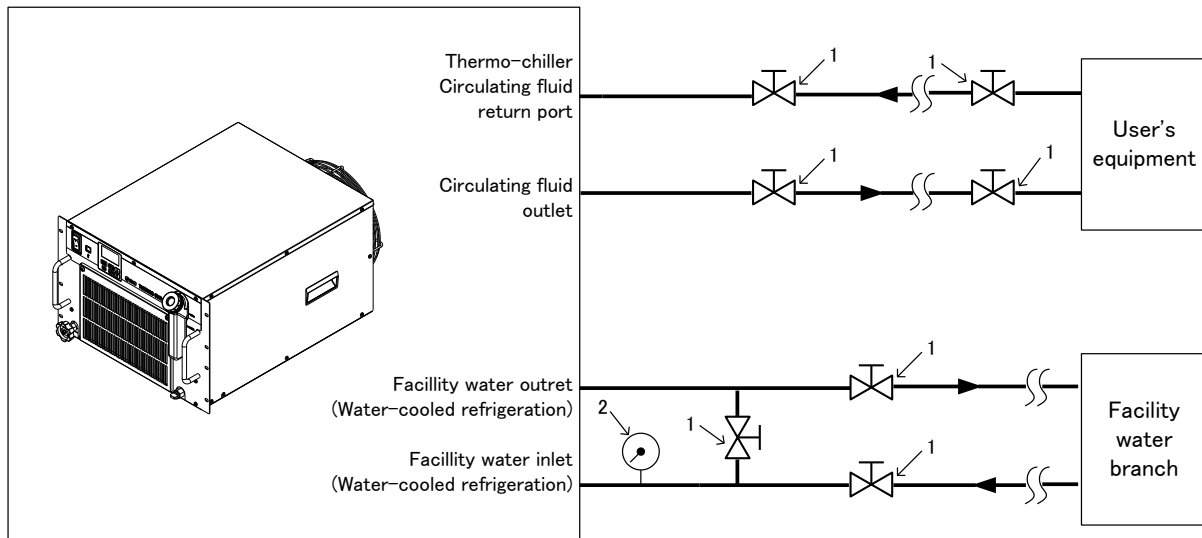 Thermo-chiller
Circulating fluid
return port
1
1
User's
equipment
Circulating fluid
outlet
1
1
Facillity water outret
(Water-cooled refrigeration)
1
Facility
water
branch
2
1
Facillity water inlet
(Water-cooled refrigeration)
1